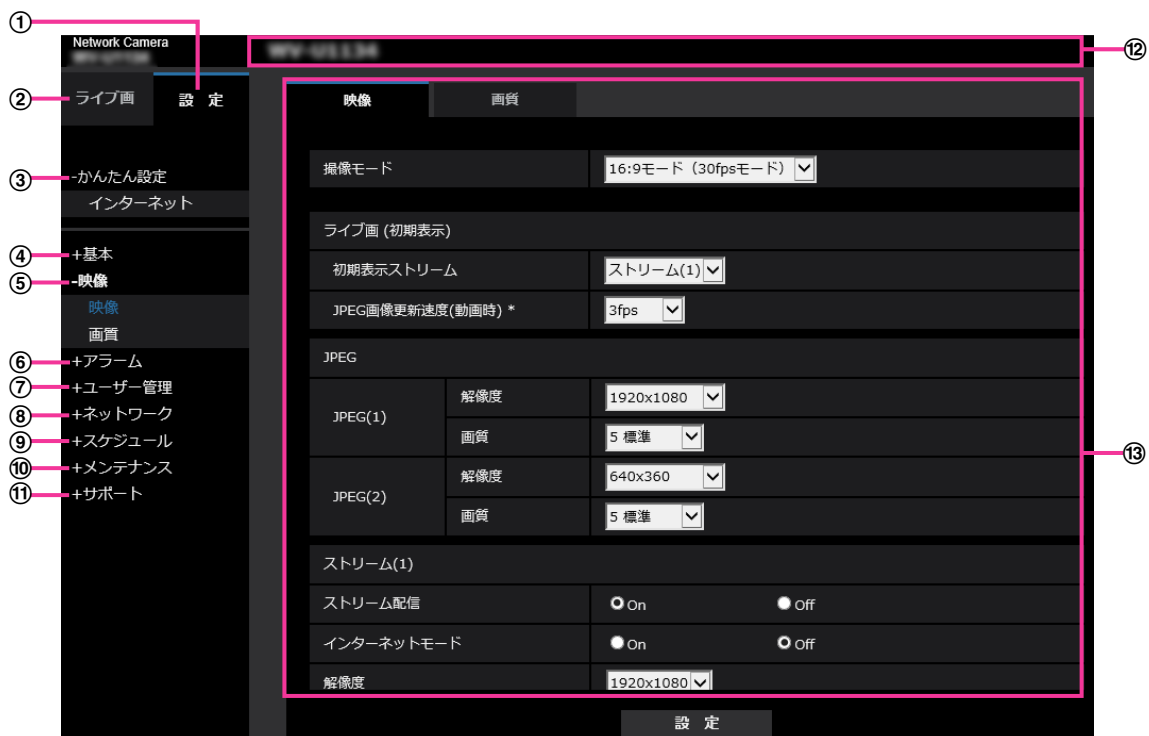 ①
Network Camera
WV-U1134
⑫
②
ライブ画
設 定
映像
画質
撮像モード
16:9モード（30fpsモード）
③
-かんたん設定
インターネット
ライブ画 (初期表示)
④
+基本
初期表示ストリーム
ストリーム(1)
⑤
-映像
映像
JPEG画像更新速度(動画時) *
3fps
画質
⑥
+アラーム
JPEG
⑦
+ユーザー管理
JPEG(1)
解像度
1920x1080
⑧
+ネットワーク
⑨
+スケジュール
画質
5 標準
⑬
⑩
+メンテナンス
JPEG(2)
解像度
640x360
⑪
+サポート
画質
5 標準
ストリーム(1)
ストリーム配信
On
Off
インターネットモード
On
Off
解像度
1920x1080
設 定